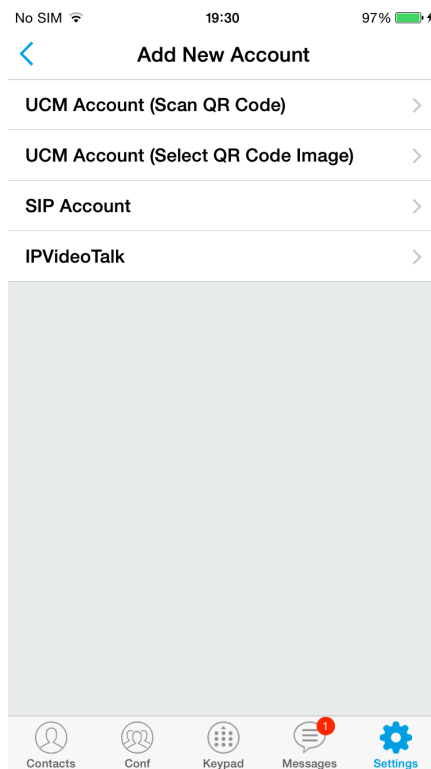 No SIM 19:30 97%
Add New Account
UCM Account (Scan QR Code)
UCM Account (Select QR Code Image)
SIP Account
IPVideoTalk
1
Contacts Conf Keypad Messages Settings